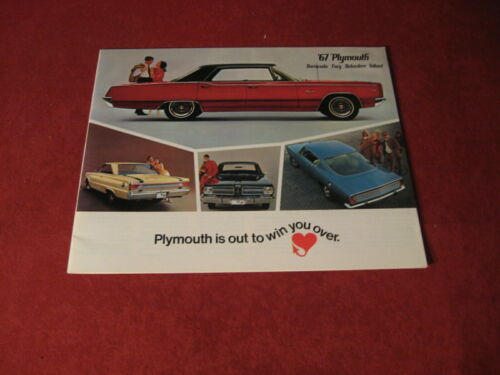 '67 Plymouth
Barracuda Fury Belvedere Valiant
Plymouth is out to win you over.